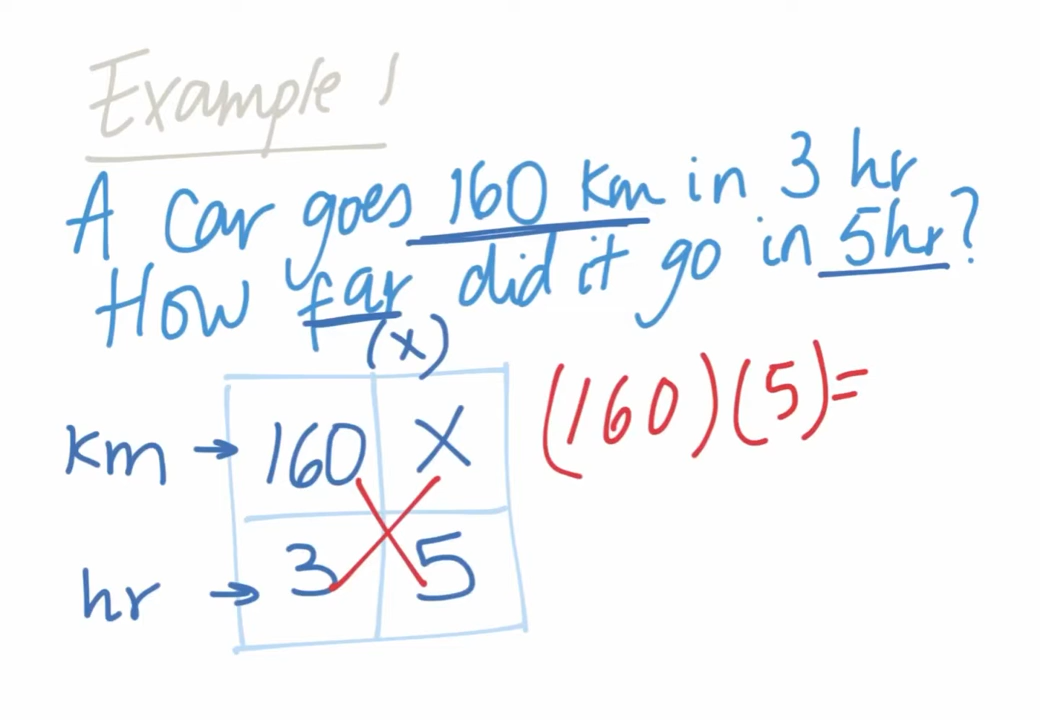 Example 1
A Car goes 160 km in 3 hr
How far did it go in 5hr?
(x)
km → 160 X
(160)(5)=
hr → 3 5